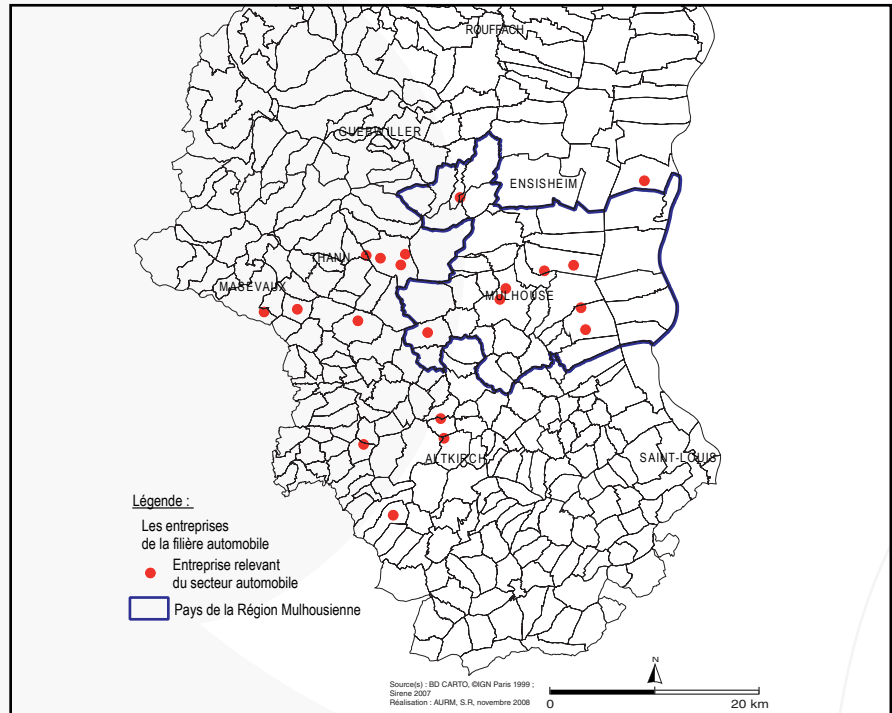 ROUFFACH
GUEBWILLER
ENSISHEIM
THANN
MASEVAUX
MULHOUSE
ALTKIRCH
SAINT-LOUIS
Légende :
Les entreprises
de la filière automobile
Entreprise relevant
du secteur automobile
Pays de la Région Mulhousienne
Source(s) : BD CARTO, ©IGN Paris 1999 ;
Sirene 2007
Réalisation : AURM, S.R, novembre 2008
N
0 20 km